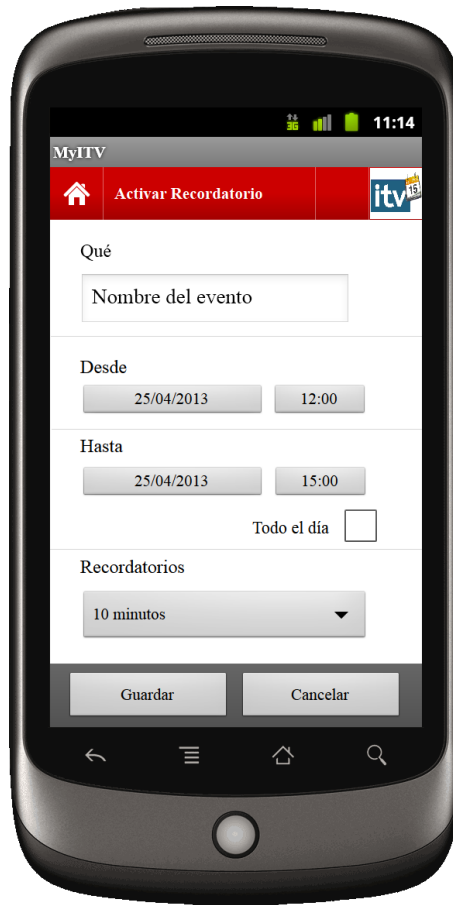 3G 11:14
MyITV
Activar Recordatorio
itv 15
Qué
Nombre del evento
Desde
25/04/2013 12:00
Hasta
25/04/2013 15:00
Todo el día
Recordatorios
10 minutos
Guardar Cancelar